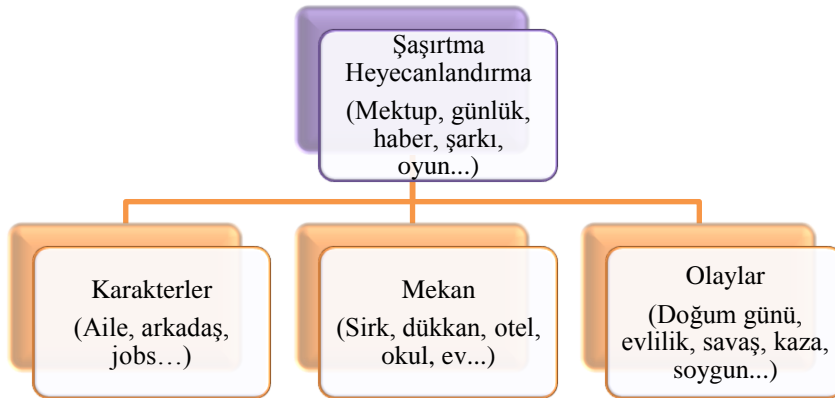 Şaşırtma
Heyecanlandırma
(Mektup, günlük,
haber, şarkı,
oyun...)
Karakterler
(Aile, arkadaş,
jobs…)
Mekan
(Sirk, dükkan, otel,
okul, ev...)
Olaylar
(Doğum günü,
evlilik, savaş, kaza,
soygun...)